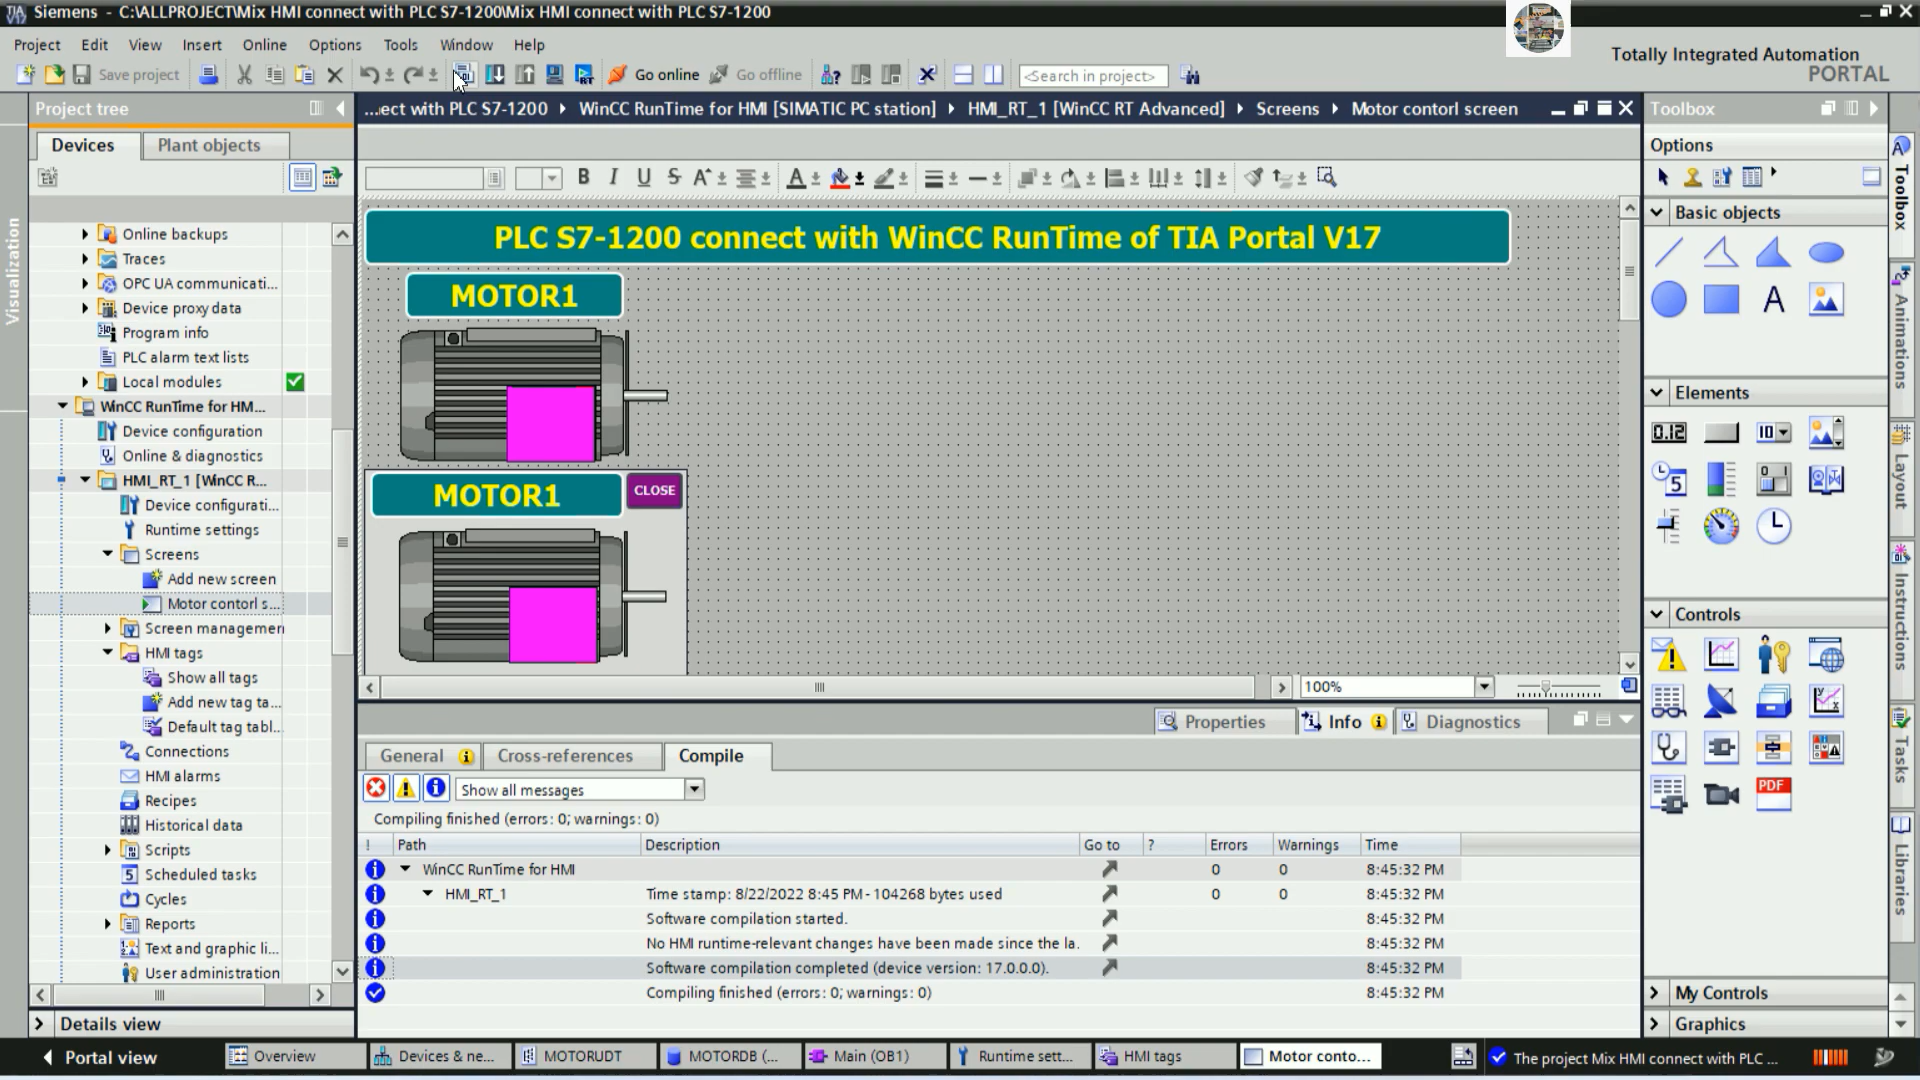 Siemens - C:\ALLPROJECT\Mix HMI connect with PLC S7-1200\Mix HMI connect with PLC S7-1200
Project Edit View Insert Online Options Tools Window Help
Totally Integrated Automation
PORTAL
Save project
Go online
Go offline
<Search in project>
Project tree
...ect with PLC S7-1200 WinCC RunTime for HMI [SIMATIC PC station] HMI_RT_1 [WinCC RT Advanced] Screens Motor contorl screen
Toolbox
Devices
Plant objects
Options
B I U S A
Visualization
Online backups
Traces
OPC UA communicati...
Device proxy data
Program info
PLC alarm text lists
Local modules
WinCC RunTime for HM...
Device configuration
Online & diagnostics
HMI_RT_1 [WinCC R...
Device configurati...
Runtime settings
Screens
Add new screen
Motor contorl s...
Screen managemen
HMI tags
Show all tags
Add new tag ta...
Default tag tabl...
Connections
HMI alarms
Recipes
Historical data
Scripts
Scheduled tasks
Cycles
Reports
Text and graphic li...
User administration
Details view
PLC S7-1200 connect with WinCC RunTime of TIA Portal V17
MOTOR1
MOTOR1
CLOSE
100%
Properties
Info
Diagnostics
General
Cross-references
Compile
Show all messages
Compiling finished (errors: 0; warnings: 0)
! Path Description Go to ? Errors Warnings Time
WinCC RunTime for HMI 0 0 8:45:32 PM
HMI_RT_1 Time stamp: 8/22/2022 8:45 PM - 104268 bytes used 0 0 8:45:32 PM
Software compilation started. 8:45:32 PM
No HMI runtime-relevant changes have been made since the la. 8:45:32 PM
Software compilation completed (device version: 17.0.0.0). 8:45:32 PM
Compiling finished (errors: 0; warnings: 0) 8:45:32 PM
Basic objects
A
Elements
0.12
10
5
Controls
PDF
My Controls
Graphics
Toolbox
Animations
Layout
Instructions
Tasks
Libraries
Portal view
Overview
Devices & ne...
MOTORUDT
MOTORDB (...
Main (OB1)
Runtime sett...
HMI tags
Motor conto...
The project Mix HMI connect with PLC ...